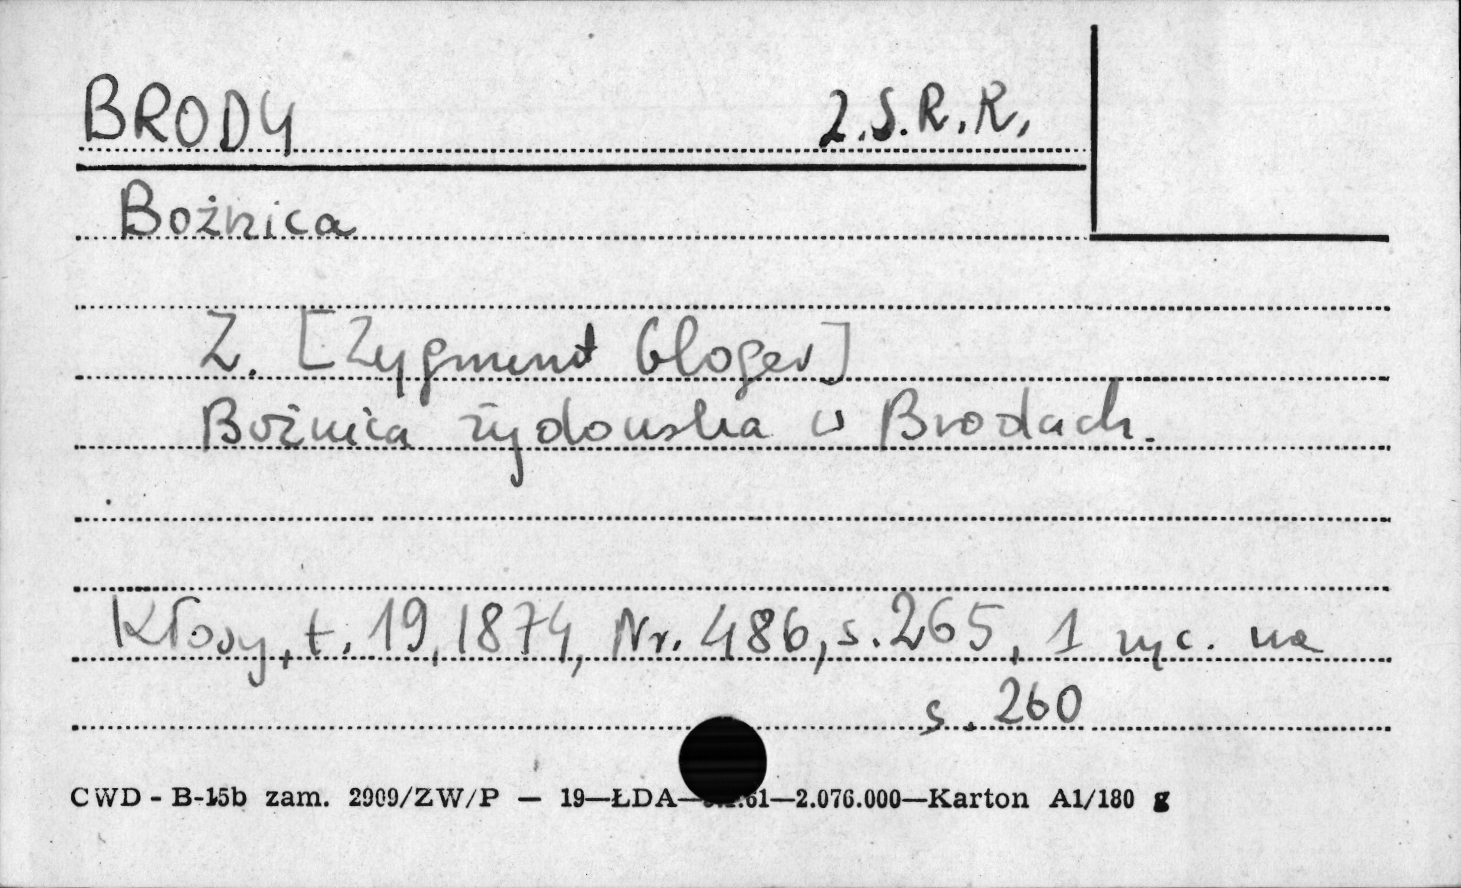 BRODY 2.S.R.R,
Bożnica
Z. [Zygmunt Gloger]
Bożnica żydowska w Brodach.
Kłosy, t. 19, 1874, Nr. 486, s. 265, 1 ryc. na
s. 260
CWD - B-15b zam. 2909/ZW/P — 19—ŁDA— 61—2.076.000—Karton A1/180 g